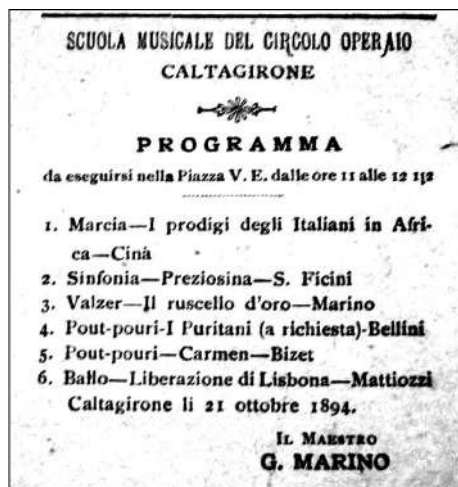 SCUOLA MUSICALE DEL CIRCOLO OPERAIO
CALTAGIRONE
PROGRAMMA
da eseguirsi nella Piazza V. E. dalle ore 11 alle 12 1|2
1. Marcia—I prodigi degli Italiani in Afri-
ca—Cinà
2. Sinfonia—Preziosina—S. Ficini
3. Valzer—Il ruscello d'oro—Marino
4. Pout-pouri-I Puritani (a richiesta)-Bellini
5. Pout-pouri—Carmen—Bizet
6. Ballo—Liberazione di Lisbona—Mattiozzi
Caltagirone li 21 ottobre 1894.
IL MAESTRO
G. MARINO